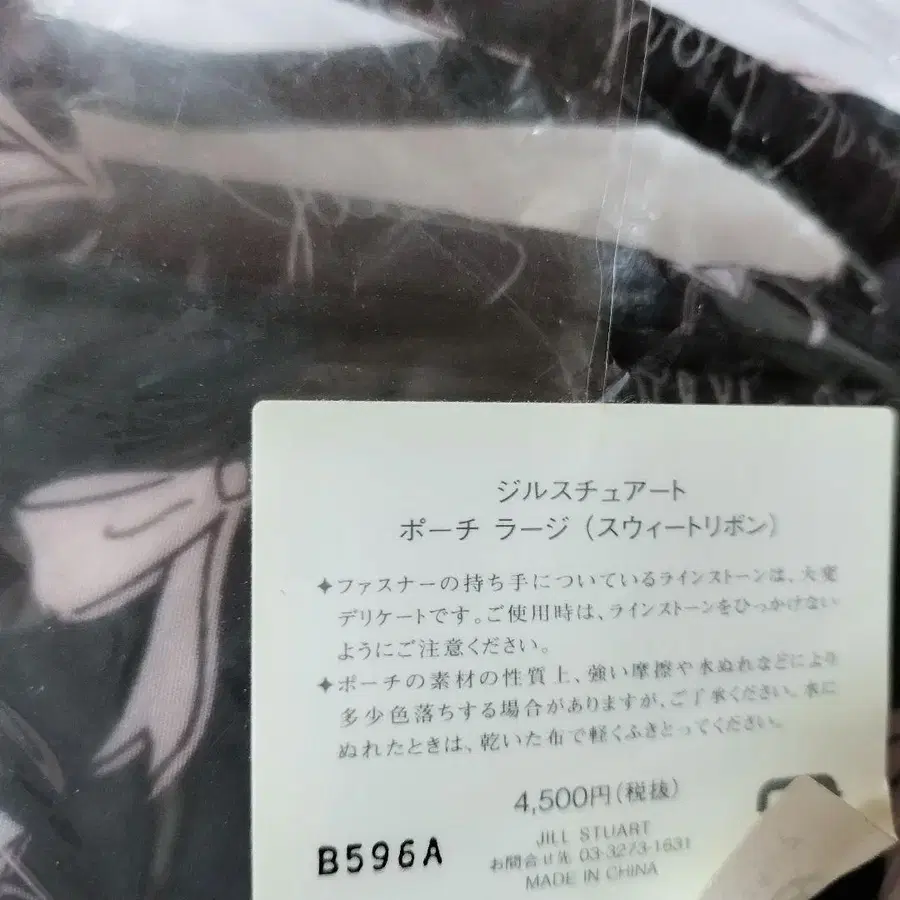 ジルスチュアート
ポーチ ラージ（スウィートリボン）
✦ファスナーの持ち手についているラインストーンは、大変
デリケートです。ご使用時は、ラインストーンをひっかけない
ようにご注意ください。
✦ポーチの素材の性質上、強い摩擦や水ぬれなどにより
多少色落ちする場合がありますが、ご了承ください。水に
ぬれたときは、乾いた布で軽くふきとってください。
4,500円（税抜）
JILL STUART
お問合せ先 03-3273-1631
MADE IN CHINA
B596A